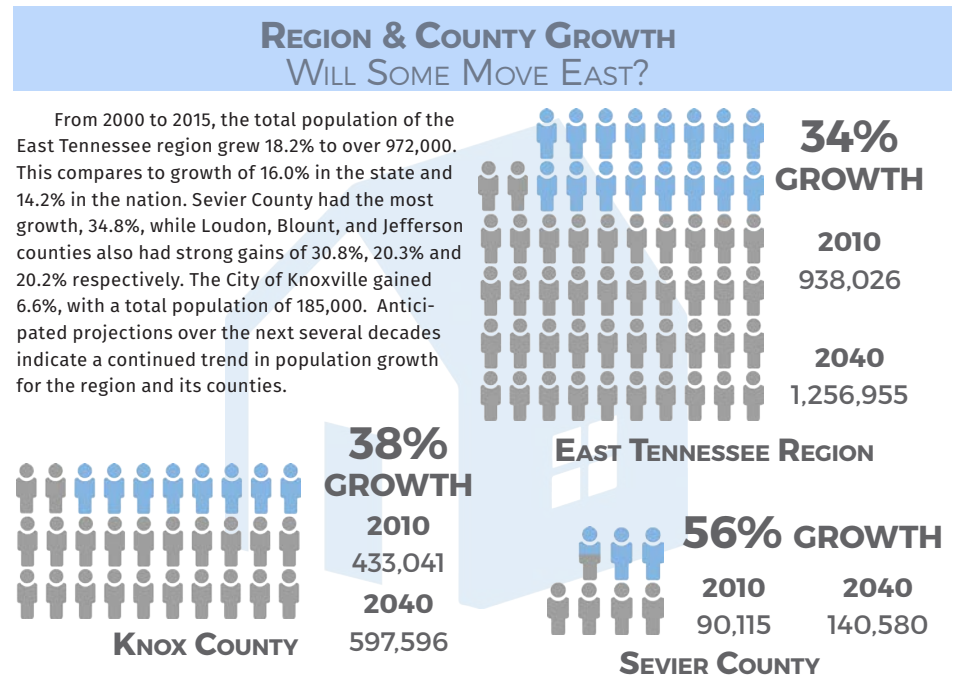 REGION & COUNTY GROWTH
WILL SOME MOVE EAST?
From 2000 to 2015, the total population of the
East Tennessee region grew 18.2% to over 972,000.
This compares to growth of 16.0% in the state and
14.2% in the nation. Sevier County had the most
growth, 34.8%, while Loudon, Blount, and Jefferson
counties also had strong gains of 30.8%, 20.3% and
20.2% respectively. The City of Knoxville gained
6.6%, with a total population of 185,000. Antici-
pated projections over the next several decades
indicate a continued trend in population growth
for the region and its counties.
34%
GROWTH
2010
938,026
2040
1,256,955
EAST TENNESSEE REGION
38%
GROWTH
2010
433,041
2040
597,596
KNOX COUNTY
56% GROWTH
2010 2040
90,115 140,580
SEVIER COUNTY